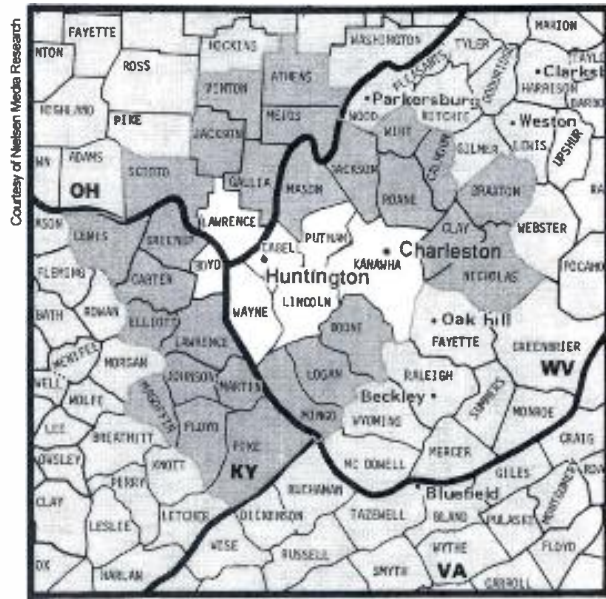 Courtesy of Nielsen Media Research
FAYETTE
ROSS
HIGHLAND
PIKE
ADAMS
OH
SCIOTO
HOCKING
VINTON
ATHENS
JACKSON
MEIGS
GALLIA
LAWRENCE
WASHINGTON
PLEASANTS
TYLER
MARION
Parkersburg
WOOD
RITCHIE
HARRISON
Weston
LEWIS
UPSHUR
GILMER
WIRT
CALHOUN
JACKSON
ROANE
MASON
BRAXTON
WEBSTER
CLAY
NICHOLAS
PUTNAM
KANAWHA
Charleston
Huntington
WAYNE
LINCOLN
BOONE
Oak hill
FAYETTE
GREENBRIER
WV
RALEIGH
Beckley
SUMMERS
MONROE
WYOMING
LOGAN
MINGO
MC DOWELL
MERCER
Bluefield
LEWIS
GREENUP
CARTER
FLEMING
BATH
ROWAN
ELLIOTT
LAWRENCE
MORGAN
JOHNSON
MARTIN
MAGOFFIN
WOLFE
LEE
BREATHITT
FLOYD
PIKE
KY
KNOTT
PERRY
CLAY
LESLIE
LETCHER
HARLAN
BUCHANAN
DICKENSON
WISE
RUSSELL
TAZEWELL
BLAND
GILES
CRAIG
MONTGOMERY
PULASKI
WYTHE
SMYTH
VA
FLOYD
CARROLL